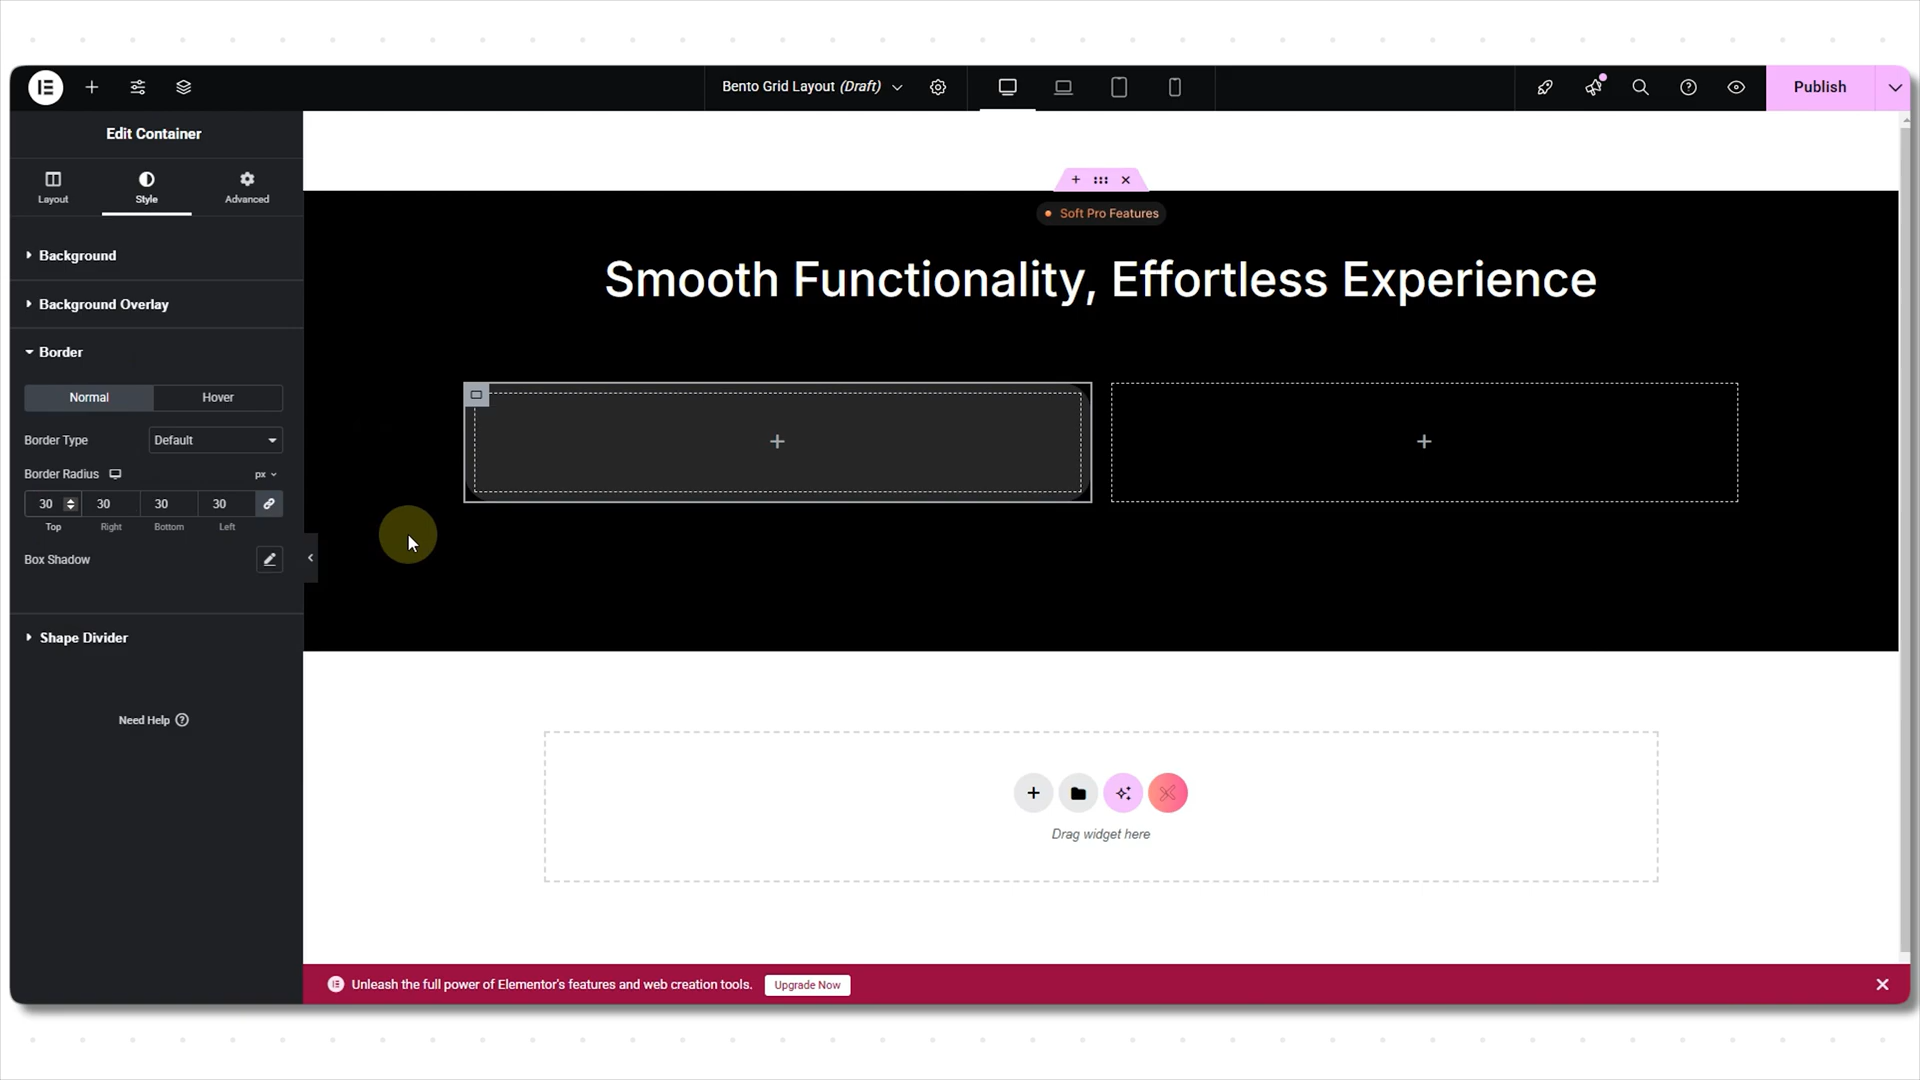 Bento Grid Layout (Draft)
Publish
Edit Container
Layout
Style
Advanced
Background
Background Overlay
Border
Normal
Hover
Border Type
Default
Border Radius
px
30
30
30
30
Top
Right
Bottom
Left
Box Shadow
Shape Divider
Need Help
Soft Pro Features
Smooth Functionality, Effortless Experience
Drag widget here
Unleash the full power of Elementor's features and web creation tools.
Upgrade Now